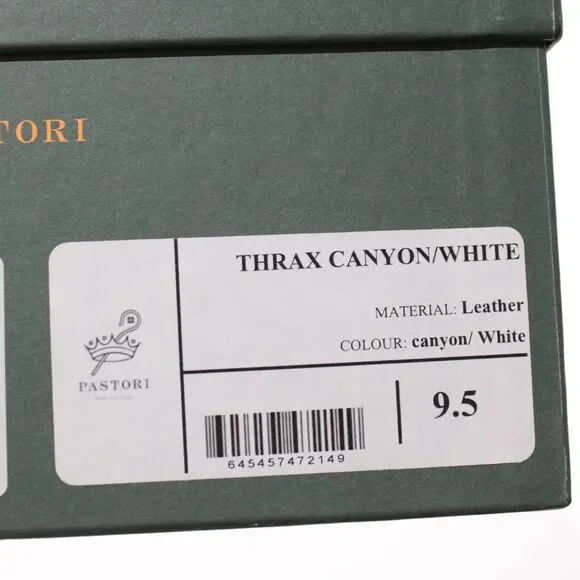 STORI
THRAX CANYON/WHITE
MATERIAL: Leather
COLOUR: canyon/ White
PASTORI
9.5
645457472149